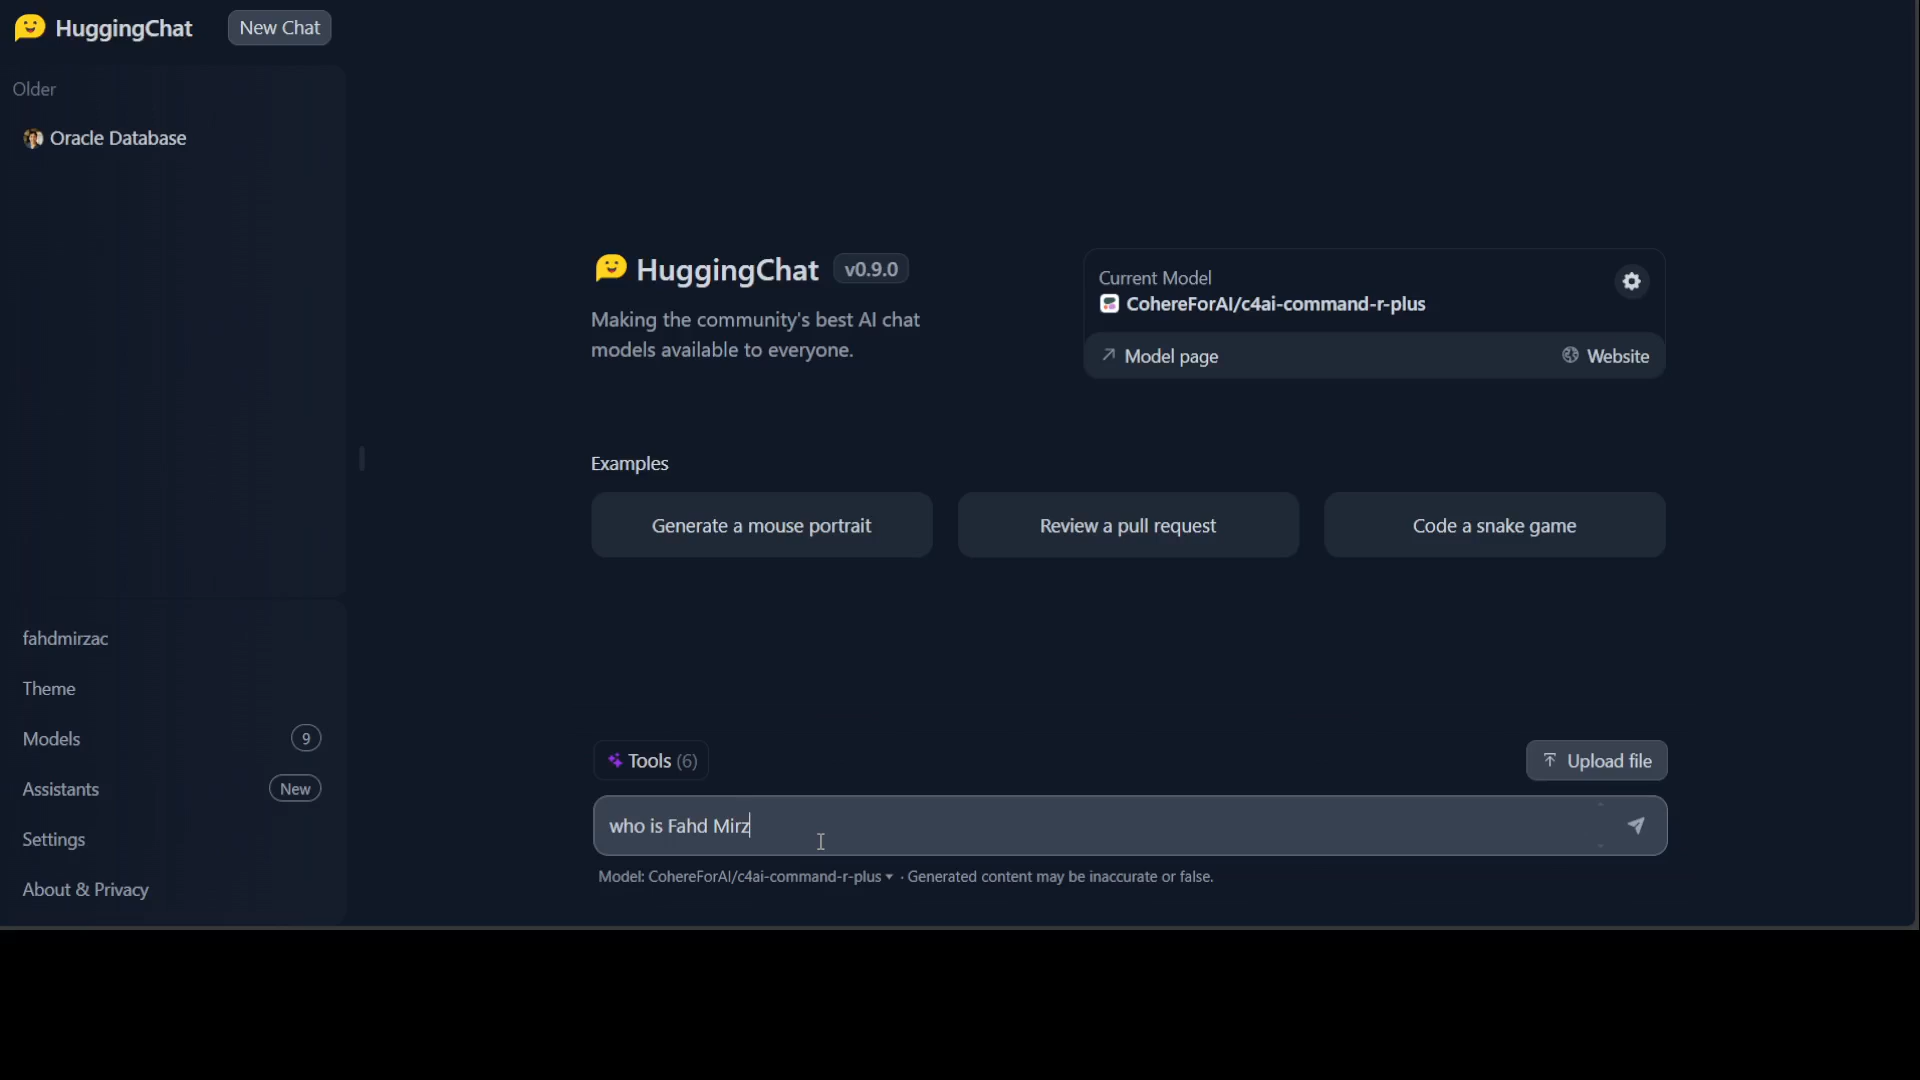 HuggingChat
New Chat
Older
Oracle Database
fahdmirzac
Theme
Models 9
Assistants New
Settings
About & Privacy
HuggingChat v0.9.0
Making the community's best AI chat
models available to everyone.
Current Model
CohereForAI/c4ai-command-r-plus
Model page
Website
Examples
Generate a mouse portrait
Review a pull request
Code a snake game
Tools (6)
Upload file
who is Fahd Mirz
Model: CohereForAI/c4ai-command-r-plus · Generated content may be inaccurate or false.